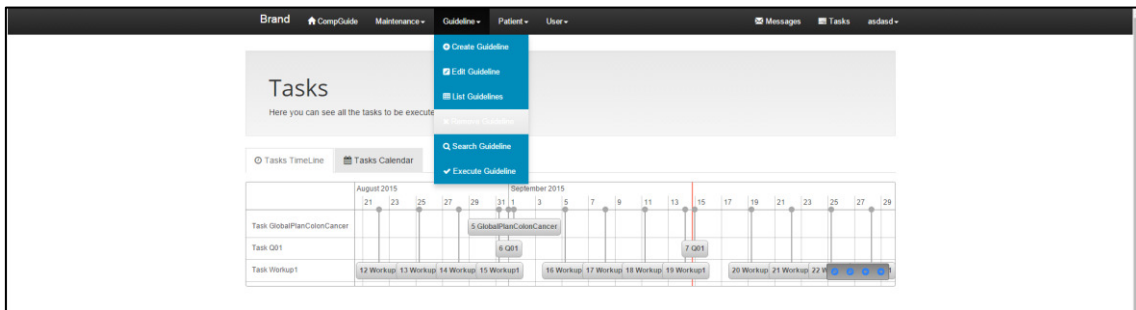 Brand CompGuide Maintenance Guideline Patient User Messages Tasks asdasd
Create Guideline
Edit Guideline
List Guidelines
Remove Guideline
Search Guideline
Execute Guideline
Tasks
Here you can see all the tasks to be execute
Tasks TimeLine Tasks Calendar
August 2015 September 2015
21 23 25 27 29 31 1 3 5 7 9 11 13 15 17 19 21 23 25 27 29
Task GlobalPlanColonCancer 5 GlobalPlanColonCancer
Task Q01 6 Q01 7 Q01
Task Workup1 12 Workup 13 Workup 14 Workup 15 Workup1 16 Workup 17 Workup 18 Workup 19 Workup1 20 Workup 21 Workup 22 W 1